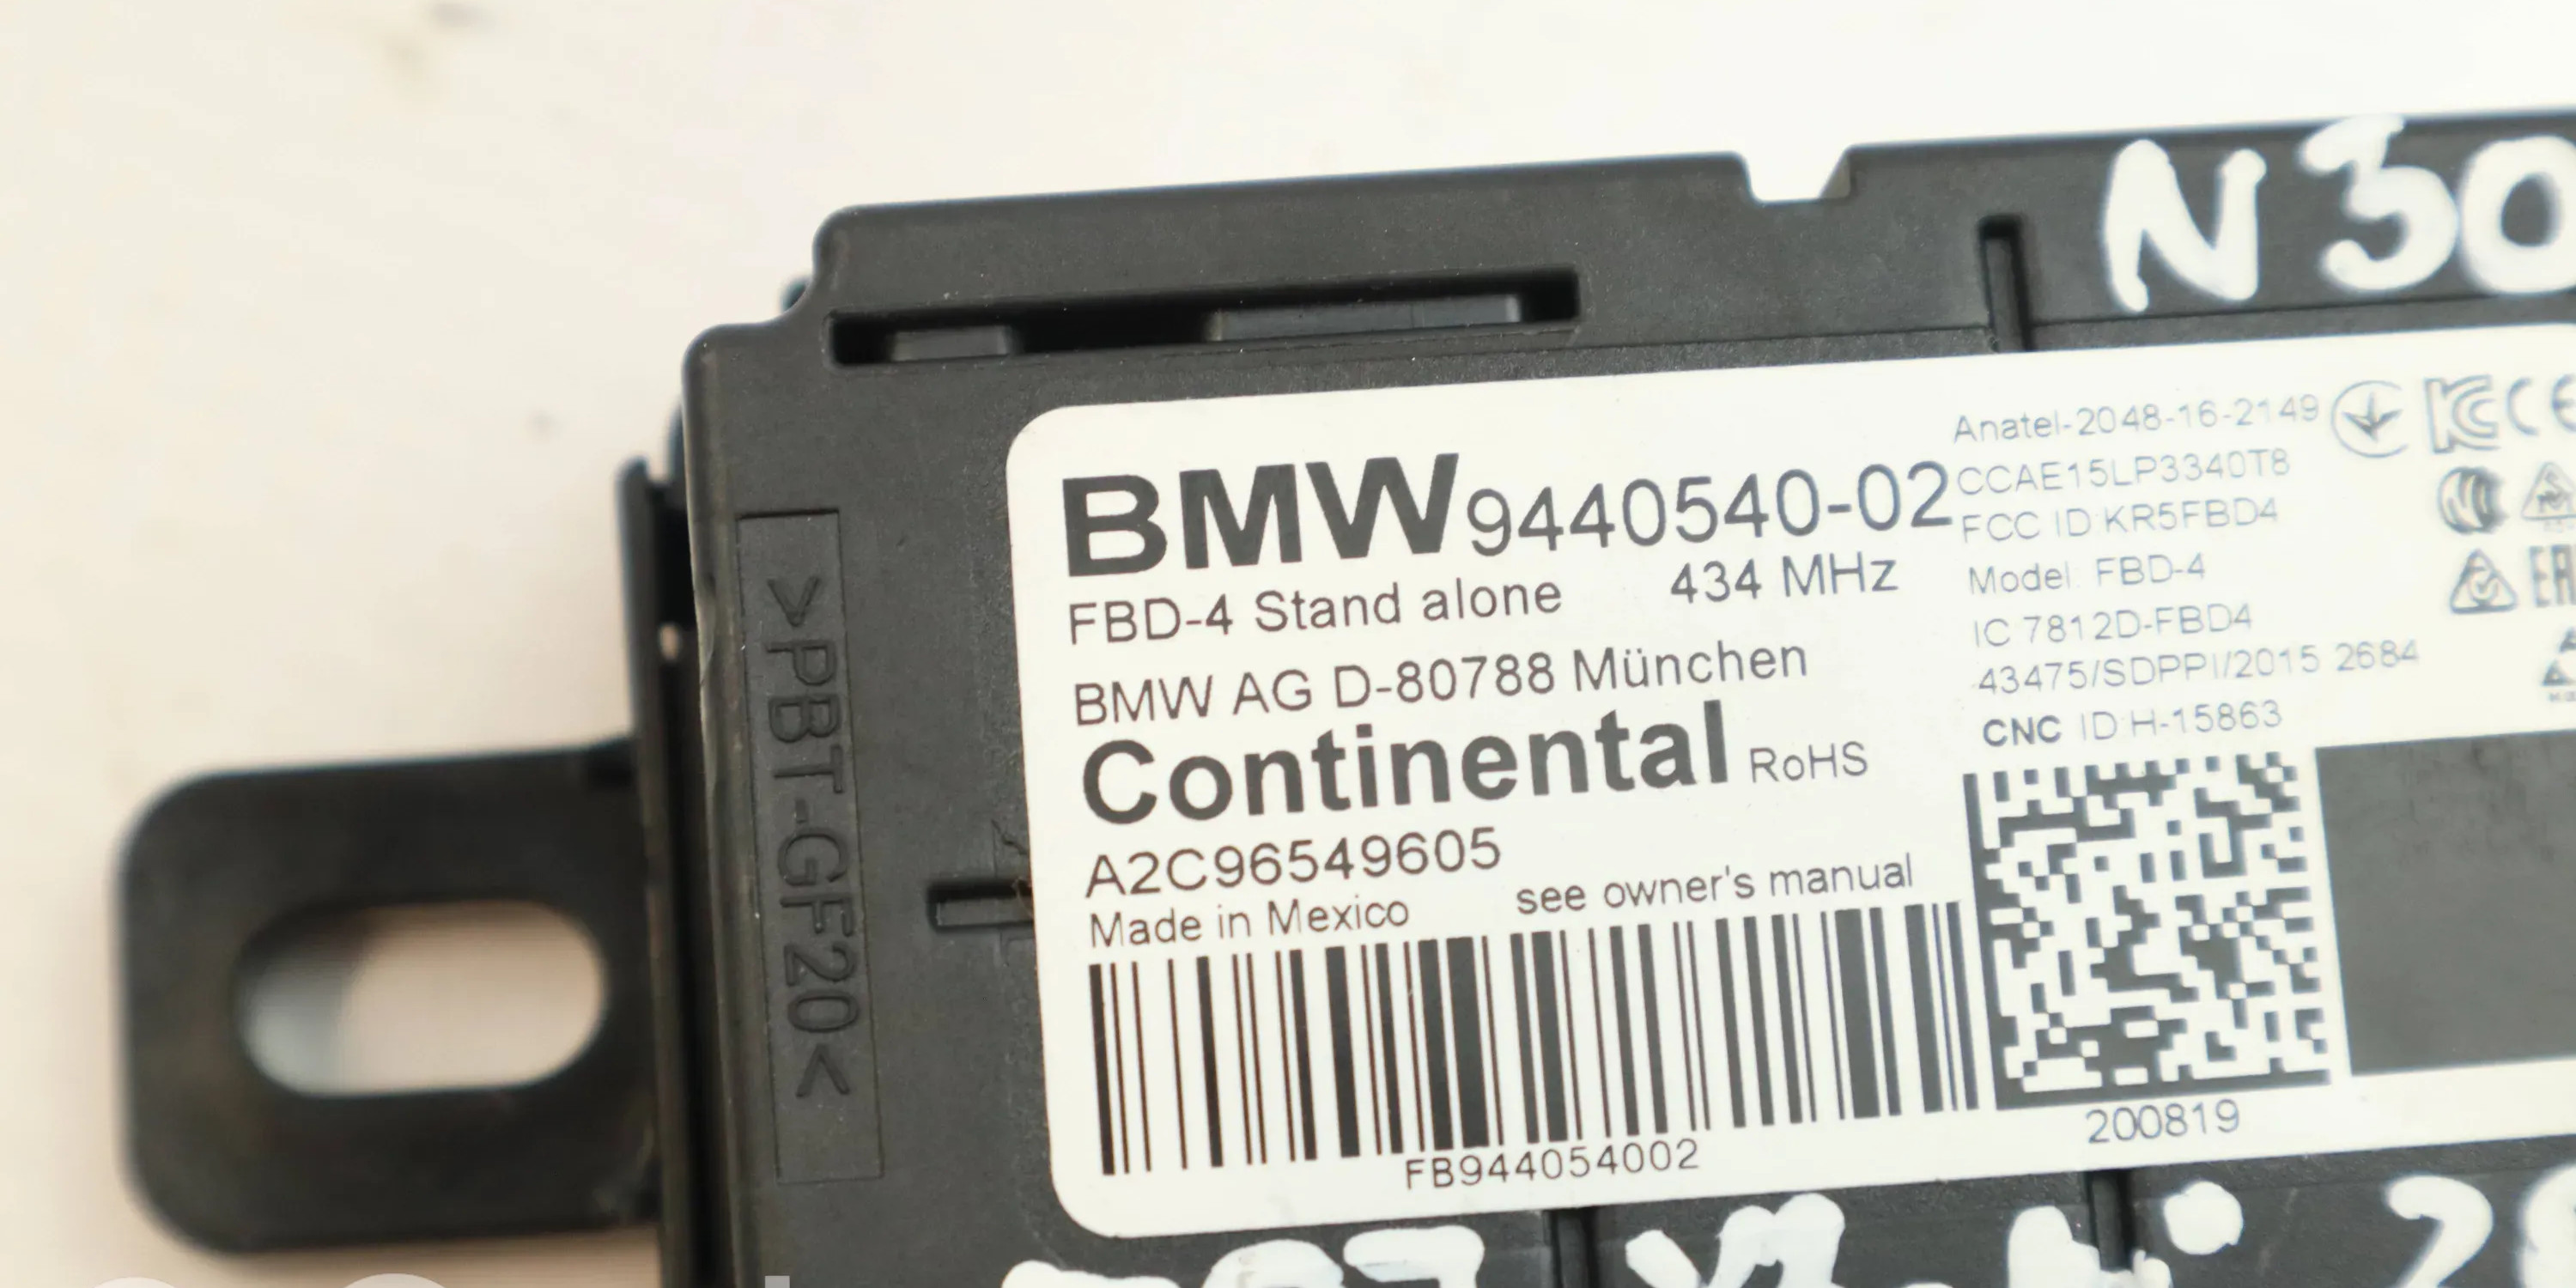 N 30
BMW 9440540-02
FBD-4 Stand alone 434 MHz
BMW AG D-80788 München
Continental RoHS
A2C96549605
Made in Mexico see owner's manual
FB944054002
Anatel-2048-16-2149
CCAE15LP3340T8
FCC ID:KR5FBD4
Model: FBD-4
IC 7812D-FBD4
43475/SDPPI/2015 2684
CNC ID:H-15863
200819
CE
>PBT-GF20<